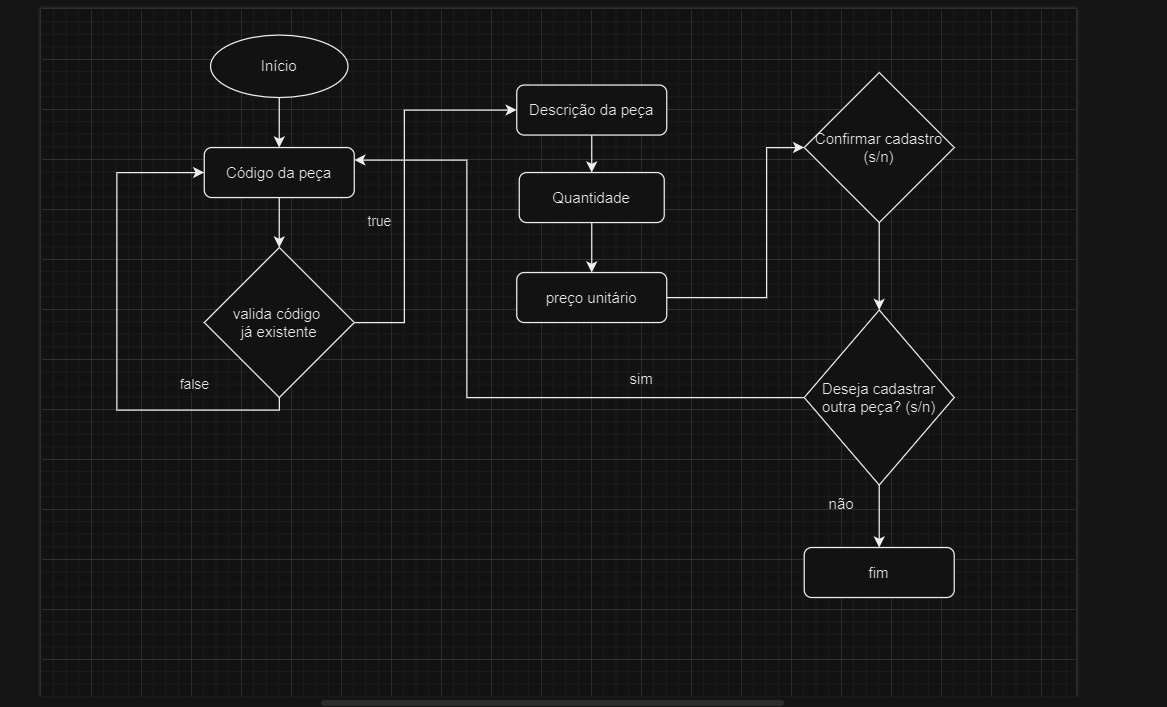 Início
Código da peça
true
valida código
já existente
false
Descrição da peça
Quantidade
preço unitário
Confirmar cadastro
(s/n)
sim
Deseja cadastrar
outra peça? (s/n)
não
fim